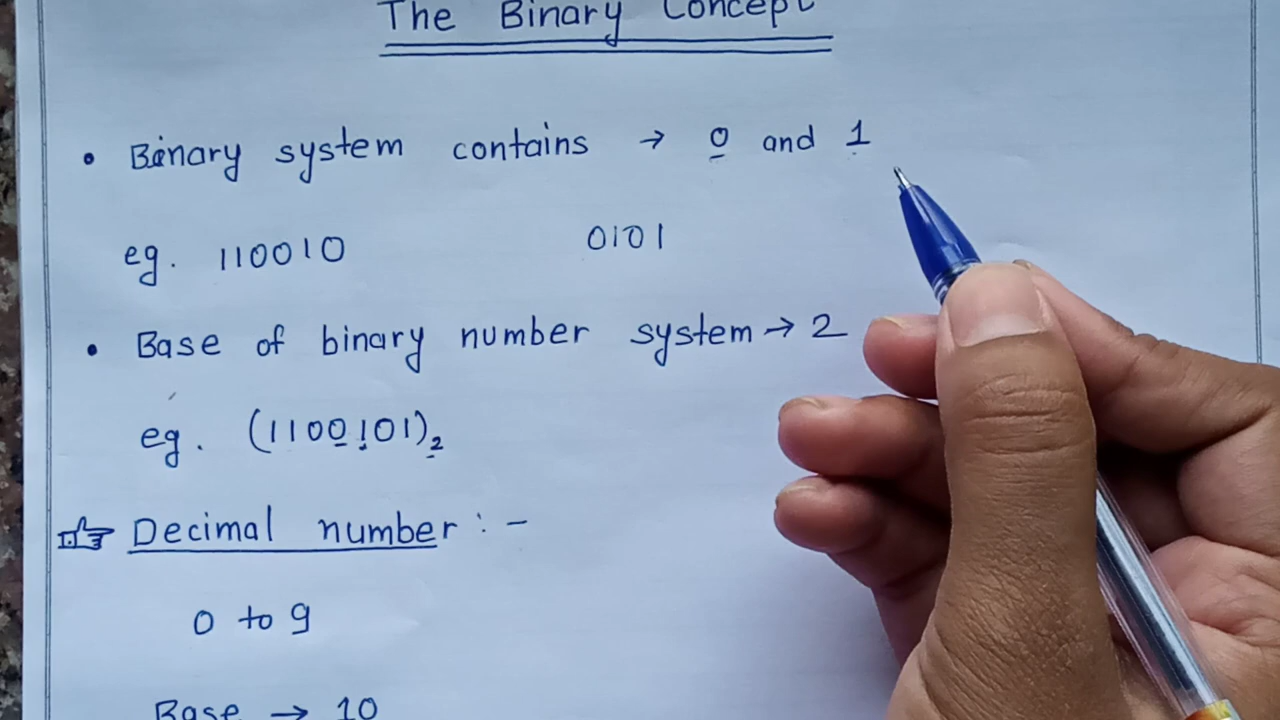 The Binary Concept
• Binary system contains → 0 and 1
eg. 110010 0101
• Base of binary number system → 2
eg. (1100101)₂
Decimal number :-
0 to 9
Base → 10